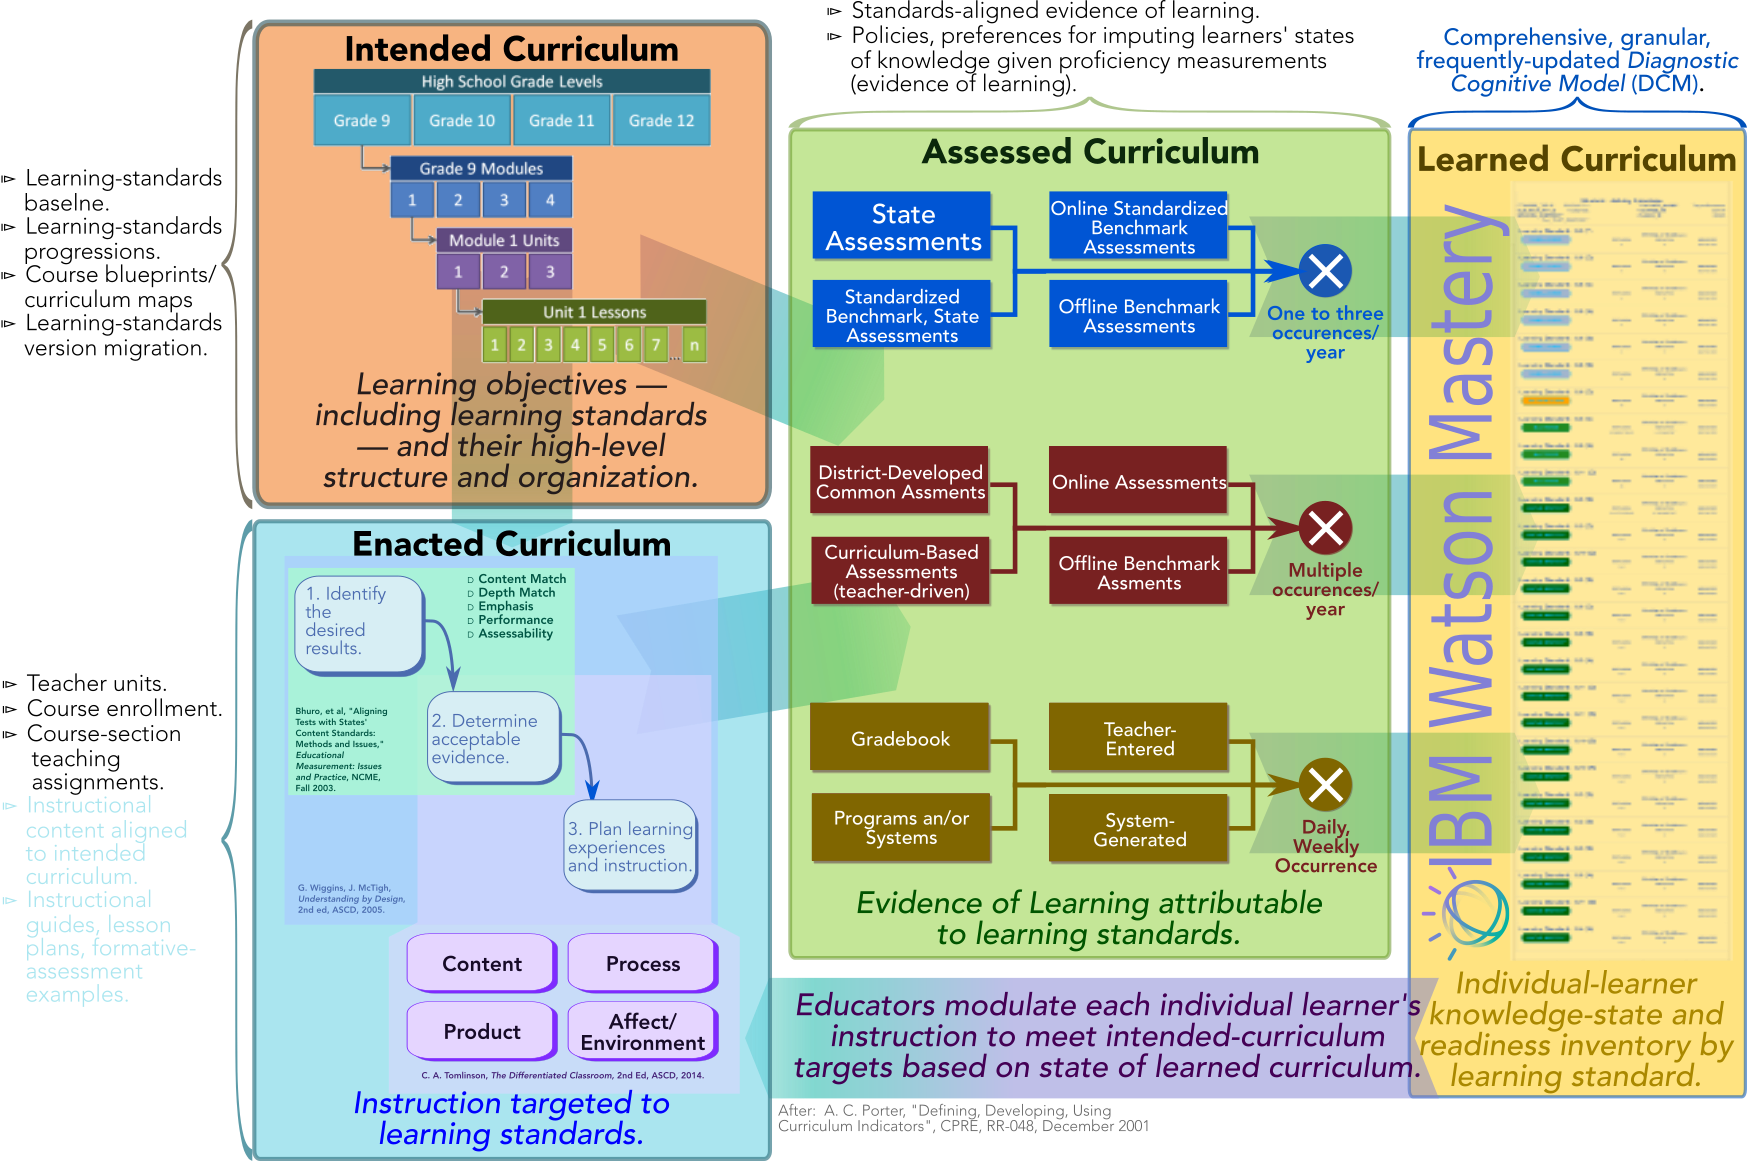 Intended Curriculum
High School Grade Levels
Grade 9
Grade 10
Grade 11
Grade 12
Grade 9 Modules
1
2
3
4
Module 1 Units
1
2
3
Unit 1 Lessons
1
2
3
4
5
6
7
...
n
Learning objectives —
including learning standards
— and their high-level
structure and organization.
⧐ Learning-standards
baselne.
⧐ Learning-standards
progressions.
⧐ Course blueprints/
curriculum maps
⧐ Learning-standards
version migration.
Enacted Curriculum
1. Identify
the
desired
results.
D Content Match
D Depth Match
D Emphasis
D Performance
D Assessability
Bhuro, et al, "Aligning
Tests with States'
Content Standards:
Methods and Issues,"
Educational
Measurement: Issues
and Practice, NCME,
Fall 2003.
2. Determine
acceptable
evidence.
3. Plan learning
experiences
and instruction.
G. Wiggins, J. McTigh,
Understanding by Design,
2nd ed, ASCD, 2005.
Content
Process
Product
Affect/
Environment
C. A. Tomlinson, The Differentiated Classroom, 2nd Ed, ASCD, 2014.
Instruction targeted to
learning standards.
⧐ Teacher units.
⧐ Course enrollment.
⧐ Course-section
teaching
assignments.
⧐ Instructional
content aligned
to intended
curriculum.
⧐ Instructional
guides, lesson
plans, formative-
assessment
examples.
⧐ Standards-aligned evidence of learning.
⧐ Policies, preferences for imputing learners' states
of knowledge given proficiency measurements
(evidence of learning).
Assessed Curriculum
State
Assessments
Online Standardized
Benchmark
Assessments
Standardized
Benchmark, State
Assessments
Offline Benchmark
Assessments
One to three
occurences/
year
District-Developed
Common Assments
Online Assessments
Curriculum-Based
Assessments
(teacher-driven)
Offline Benchmark
Assments
Multiple
occurences/
year
Gradebook
Teacher-
Entered
Programs an/or
Systems
System-
Generated
Daily,
Weekly
Occurrence
Evidence of Learning attributable
to learning standards.
Comprehensive, granular,
frequently-updated Diagnostic
Cognitive Model (DCM).
Learned Curriculum
IBM Watson Mastery
Individual-learner
knowledge-state and
readiness inventory by
learning standard.
Educators modulate each individual learner's
instruction to meet intended-curriculum
targets based on state of learned curriculum.
After: A. C. Porter, "Defining, Developing, Using
Curriculum Indicators", CPRE, RR-048, December 2001